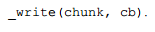 _write(chunk, cb).